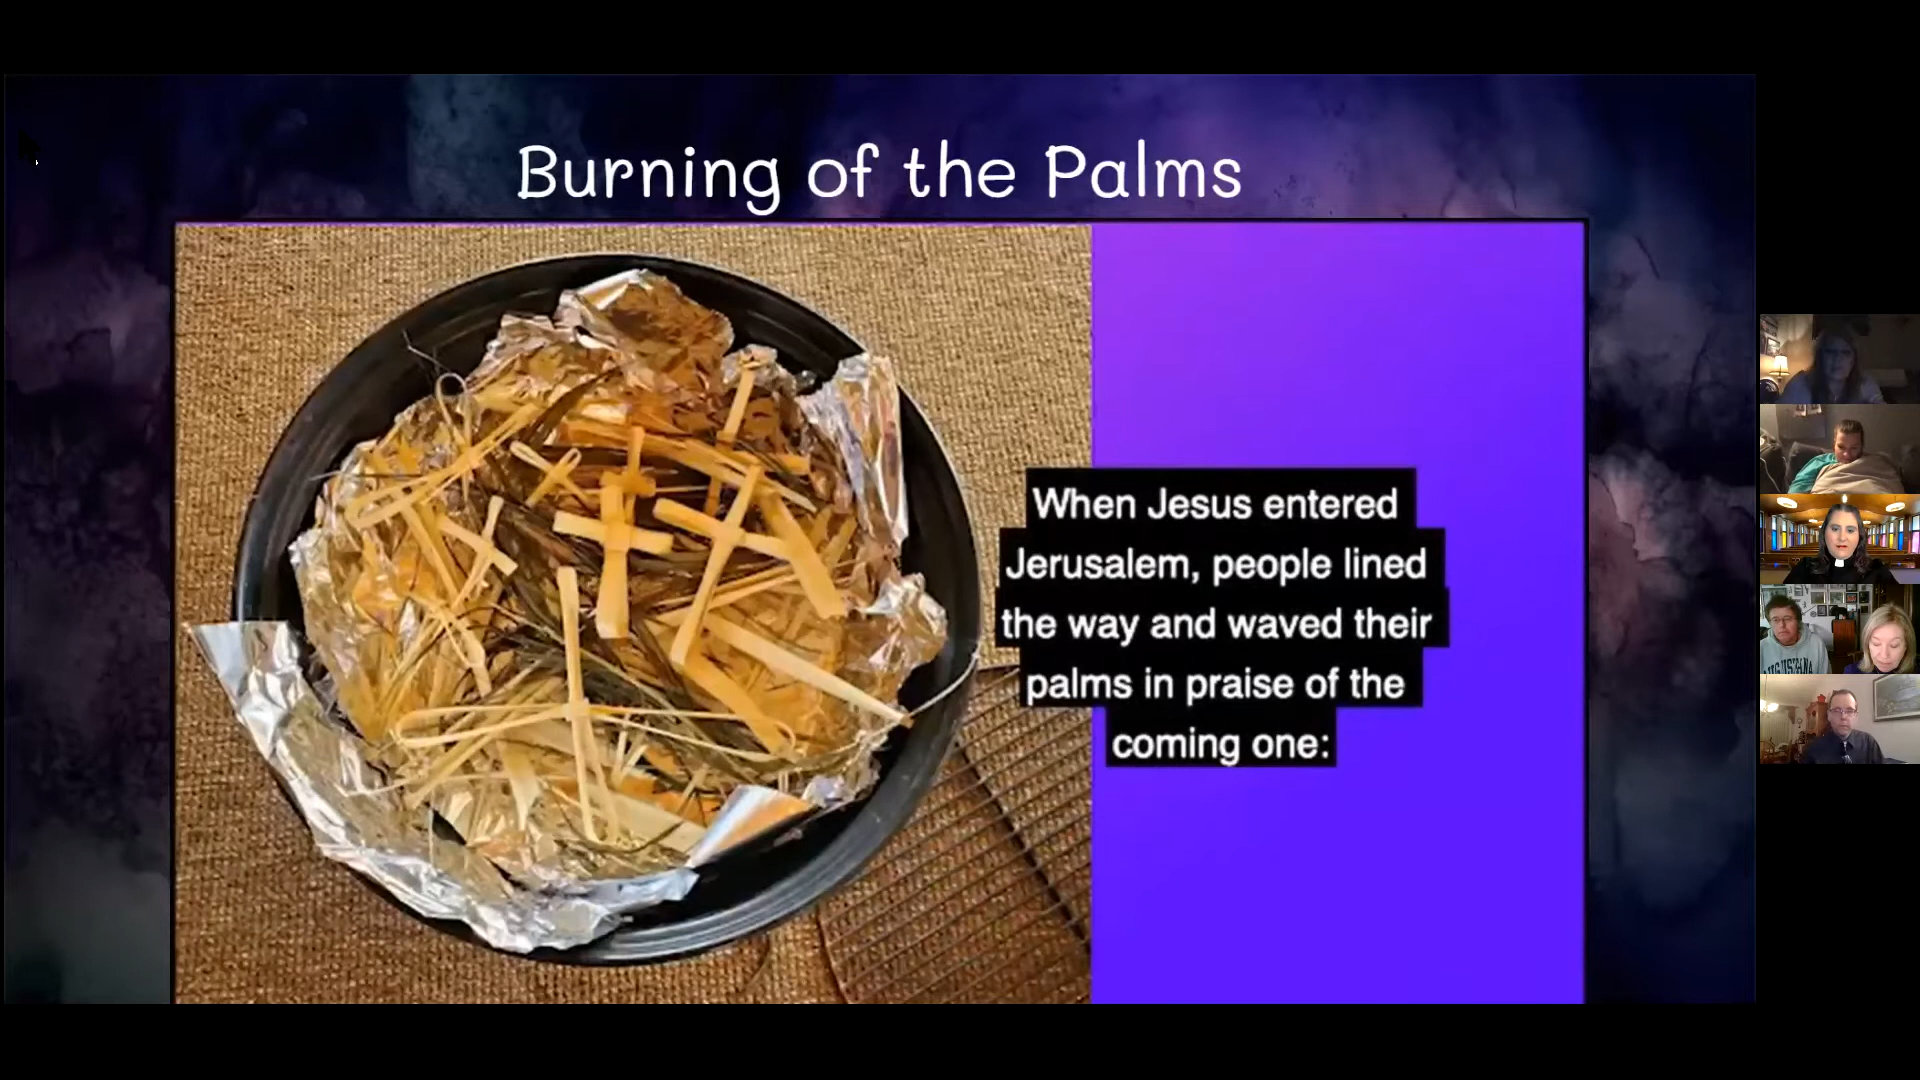 Burning of the Palms
When Jesus entered
Jerusalem, people lined
the way and waved their
palms in praise of the
coming one:
AUGUSTANA